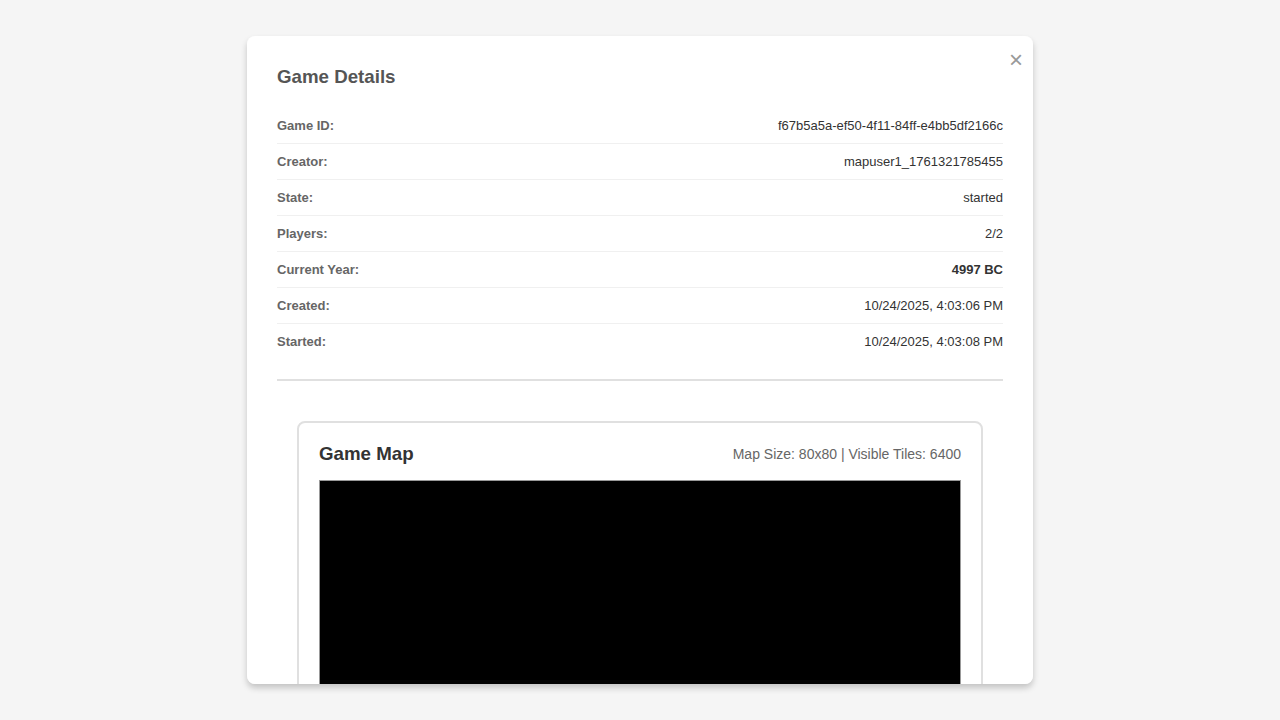 ×
Game Details
Game ID: f67b5a5a-ef50-4f11-84ff-e4bb5df2166c
Creator: mapuser1_1761321785455
State: started
Players: 2/2
Current Year: 4997 BC
Created: 10/24/2025, 4:03:06 PM
Started: 10/24/2025, 4:03:08 PM
Game Map Map Size: 80x80 | Visible Tiles: 6400